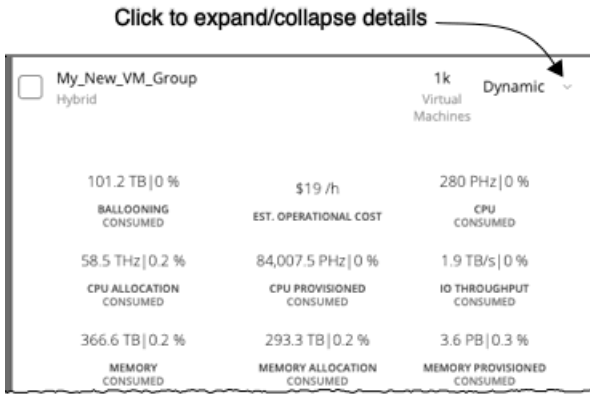 Click to expand/collapse details
My_New_VM_Group
Hybrid
1k
Virtual
Machines
Dynamic
101.2 TB|0 %
BALLOONING
CONSUMED
$19 /h
EST. OPERATIONAL COST
280 PHz|0 %
CPU
CONSUMED
58.5 THz|0.2 %
CPU ALLOCATION
CONSUMED
84,007.5 PHz|0 %
CPU PROVISIONED
CONSUMED
1.9 TB/s|0 %
IO THROUGHPUT
CONSUMED
366.6 TB|0.2 %
MEMORY
CONSUMED
293.3 TB|0.2 %
MEMORY ALLOCATION
CONSUMED
3.6 PB|0.3 %
MEMORY PROVISIONED
CONSUMED